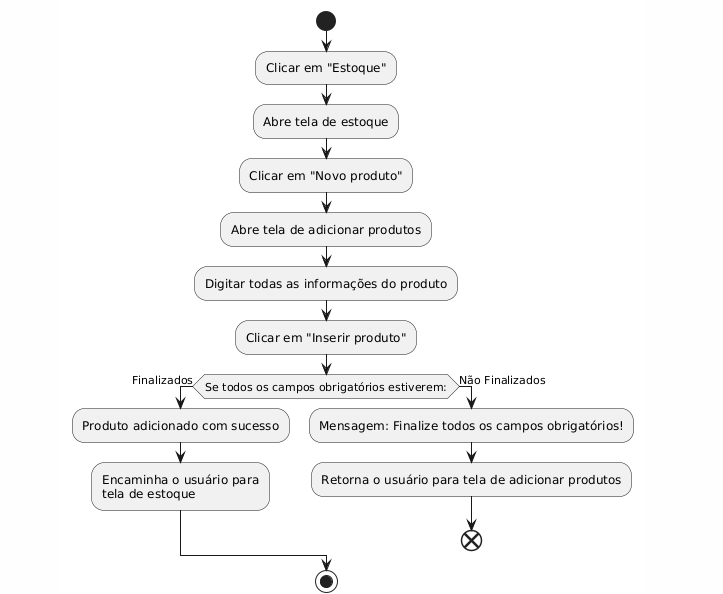 Clicar em "Estoque"
Abre tela de estoque
Clicar em "Novo produto"
Abre tela de adicionar produtos
Digitar todas as informações do produto
Clicar em "Inserir produto"
Se todos os campos obrigatórios estiverem:
Finalizados
Não Finalizados
Produto adicionado com sucesso
Encaminha o usuário para
tela de estoque
Mensagem: Finalize todos os campos obrigatórios!
Retorna o usuário para tela de adicionar produtos